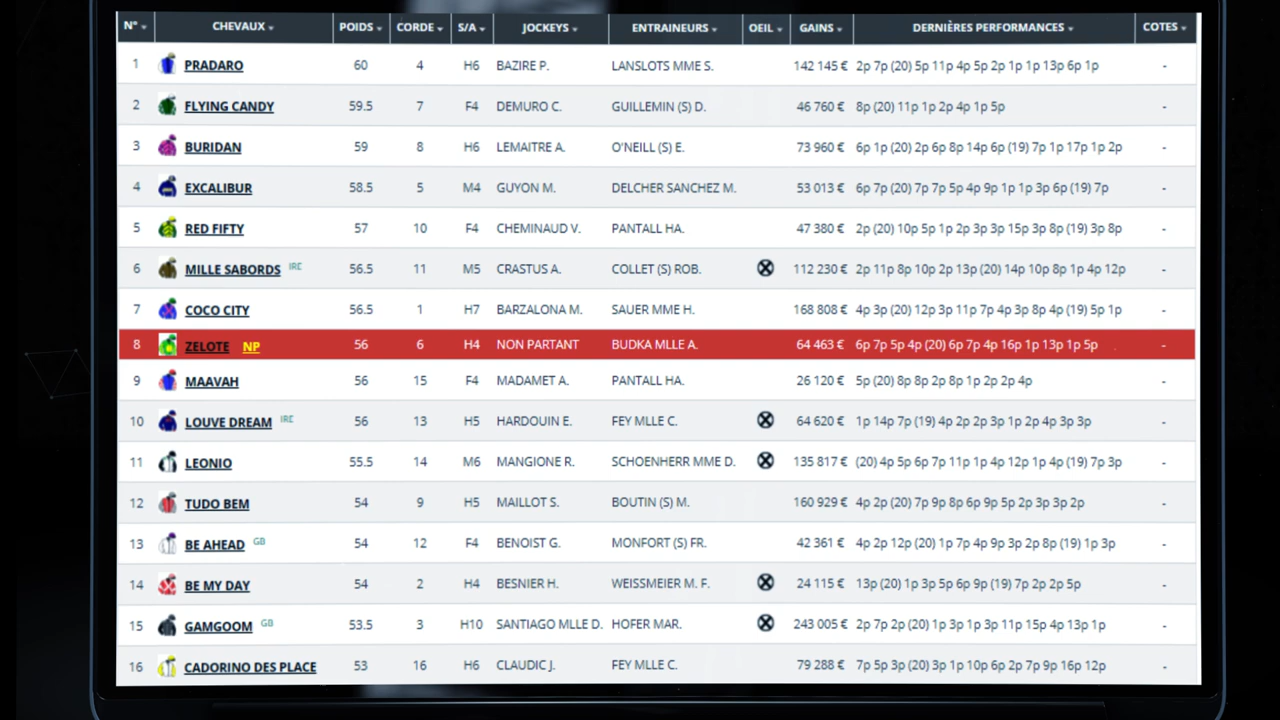 N° CHEVAUX POIDS CORDE S/A JOCKEYS ENTRAINEURS OEIL GAINS DERNIÈRES PERFORMANCES COTES
1 PRADARO 60 4 H6 BAZIRE P. LANSLOTS MME S. 142 145 € 2p 7p (20) 5p 11p 4p 5p 2p 1p 1p 13p 6p 1p -
2 FLYING CANDY 59.5 7 F4 DEMURO C. GUILLEMIN (S) D. 46 760 € 8p (20) 11p 1p 2p 4p 1p 5p -
3 BURIDAN 59 8 H6 LEMAITRE A. O'NEILL (S) E. 73 960 € 6p 1p (20) 2p 6p 8p 14p 6p (19) 7p 1p 17p 1p 2p -
4 EXCALIBUR 58.5 5 M4 GUYON M. DELCHER SANCHEZ M. 53 013 € 6p 7p (20) 7p 7p 5p 4p 9p 1p 1p 3p 6p (19) 7p -
5 RED FIFTY 57 10 F4 CHEMINAUD V. PANTALL HA. 47 380 € 2p (20) 10p 5p 1p 2p 3p 3p 15p 3p 8p (19) 3p 8p -
6 MILLE SABORDS IRE 56.5 11 M5 CRASTUS A. COLLET (S) ROB. 112 230 € 2p 11p 8p 10p 2p 13p (20) 14p 10p 8p 1p 4p 12p -
7 COCO CITY 56.5 1 H7 BARZALONA M. SAUER MME H. 168 808 € 4p 3p (20) 12p 3p 11p 7p 4p 3p 8p 4p (19) 5p 1p -
8 ZELOTE NP 56 6 H4 NON PARTANT BUDKA MLLE A. 64 463 € 6p 7p 5p 4p (20) 6p 7p 4p 16p 1p 13p 1p 5p
9 MAAVAH 56 15 F4 MADAMET A. PANTALL HA. 26 120 € 5p (20) 8p 8p 2p 8p 1p 2p 2p 4p -
10 LOUVE DREAM IRE 56 13 H5 HARDOUIN E. FEY MLLE C. 64 620 € 1p 14p 7p (19) 4p 2p 2p 3p 1p 2p 4p 3p 3p -
11 LEONIO 55.5 14 M6 MANGIONE R. SCHOENHERR MME D. 135 817 € (20) 4p 5p 6p 7p 11p 1p 4p 12p 1p 4p (19) 7p 3p -
12 TUDO BEM 54 9 H5 MAILLOT S. BOUTIN (S) M. 160 929 € 4p 2p (20) 7p 9p 8p 6p 9p 5p 2p 3p 3p 2p -
13 BE AHEAD GB 54 12 F4 BENOIST G. MONFORT (S) FR. 42 361 € 4p 2p 12p (20) 1p 7p 4p 9p 3p 2p 8p (19) 1p 3p -
14 BE MY DAY 54 2 H4 BESNIER H. WEISSMEIER M. F. 24 115 € 13p (20) 1p 3p 5p 6p 9p (19) 7p 2p 2p 5p -
15 GAMGOOM GB 53.5 3 H10 SANTIAGO MLLE D. HOFER MAR. 243 005 € 2p 7p 2p (20) 1p 3p 1p 3p 11p 15p 4p 13p 1p -
16 CADORINO DES PLACE 53 16 H6 CLAUDIC J. FEY MLLE C. 79 288 € 7p 5p 3p (20) 3p 1p 10p 6p 2p 7p 9p 16p 12p -